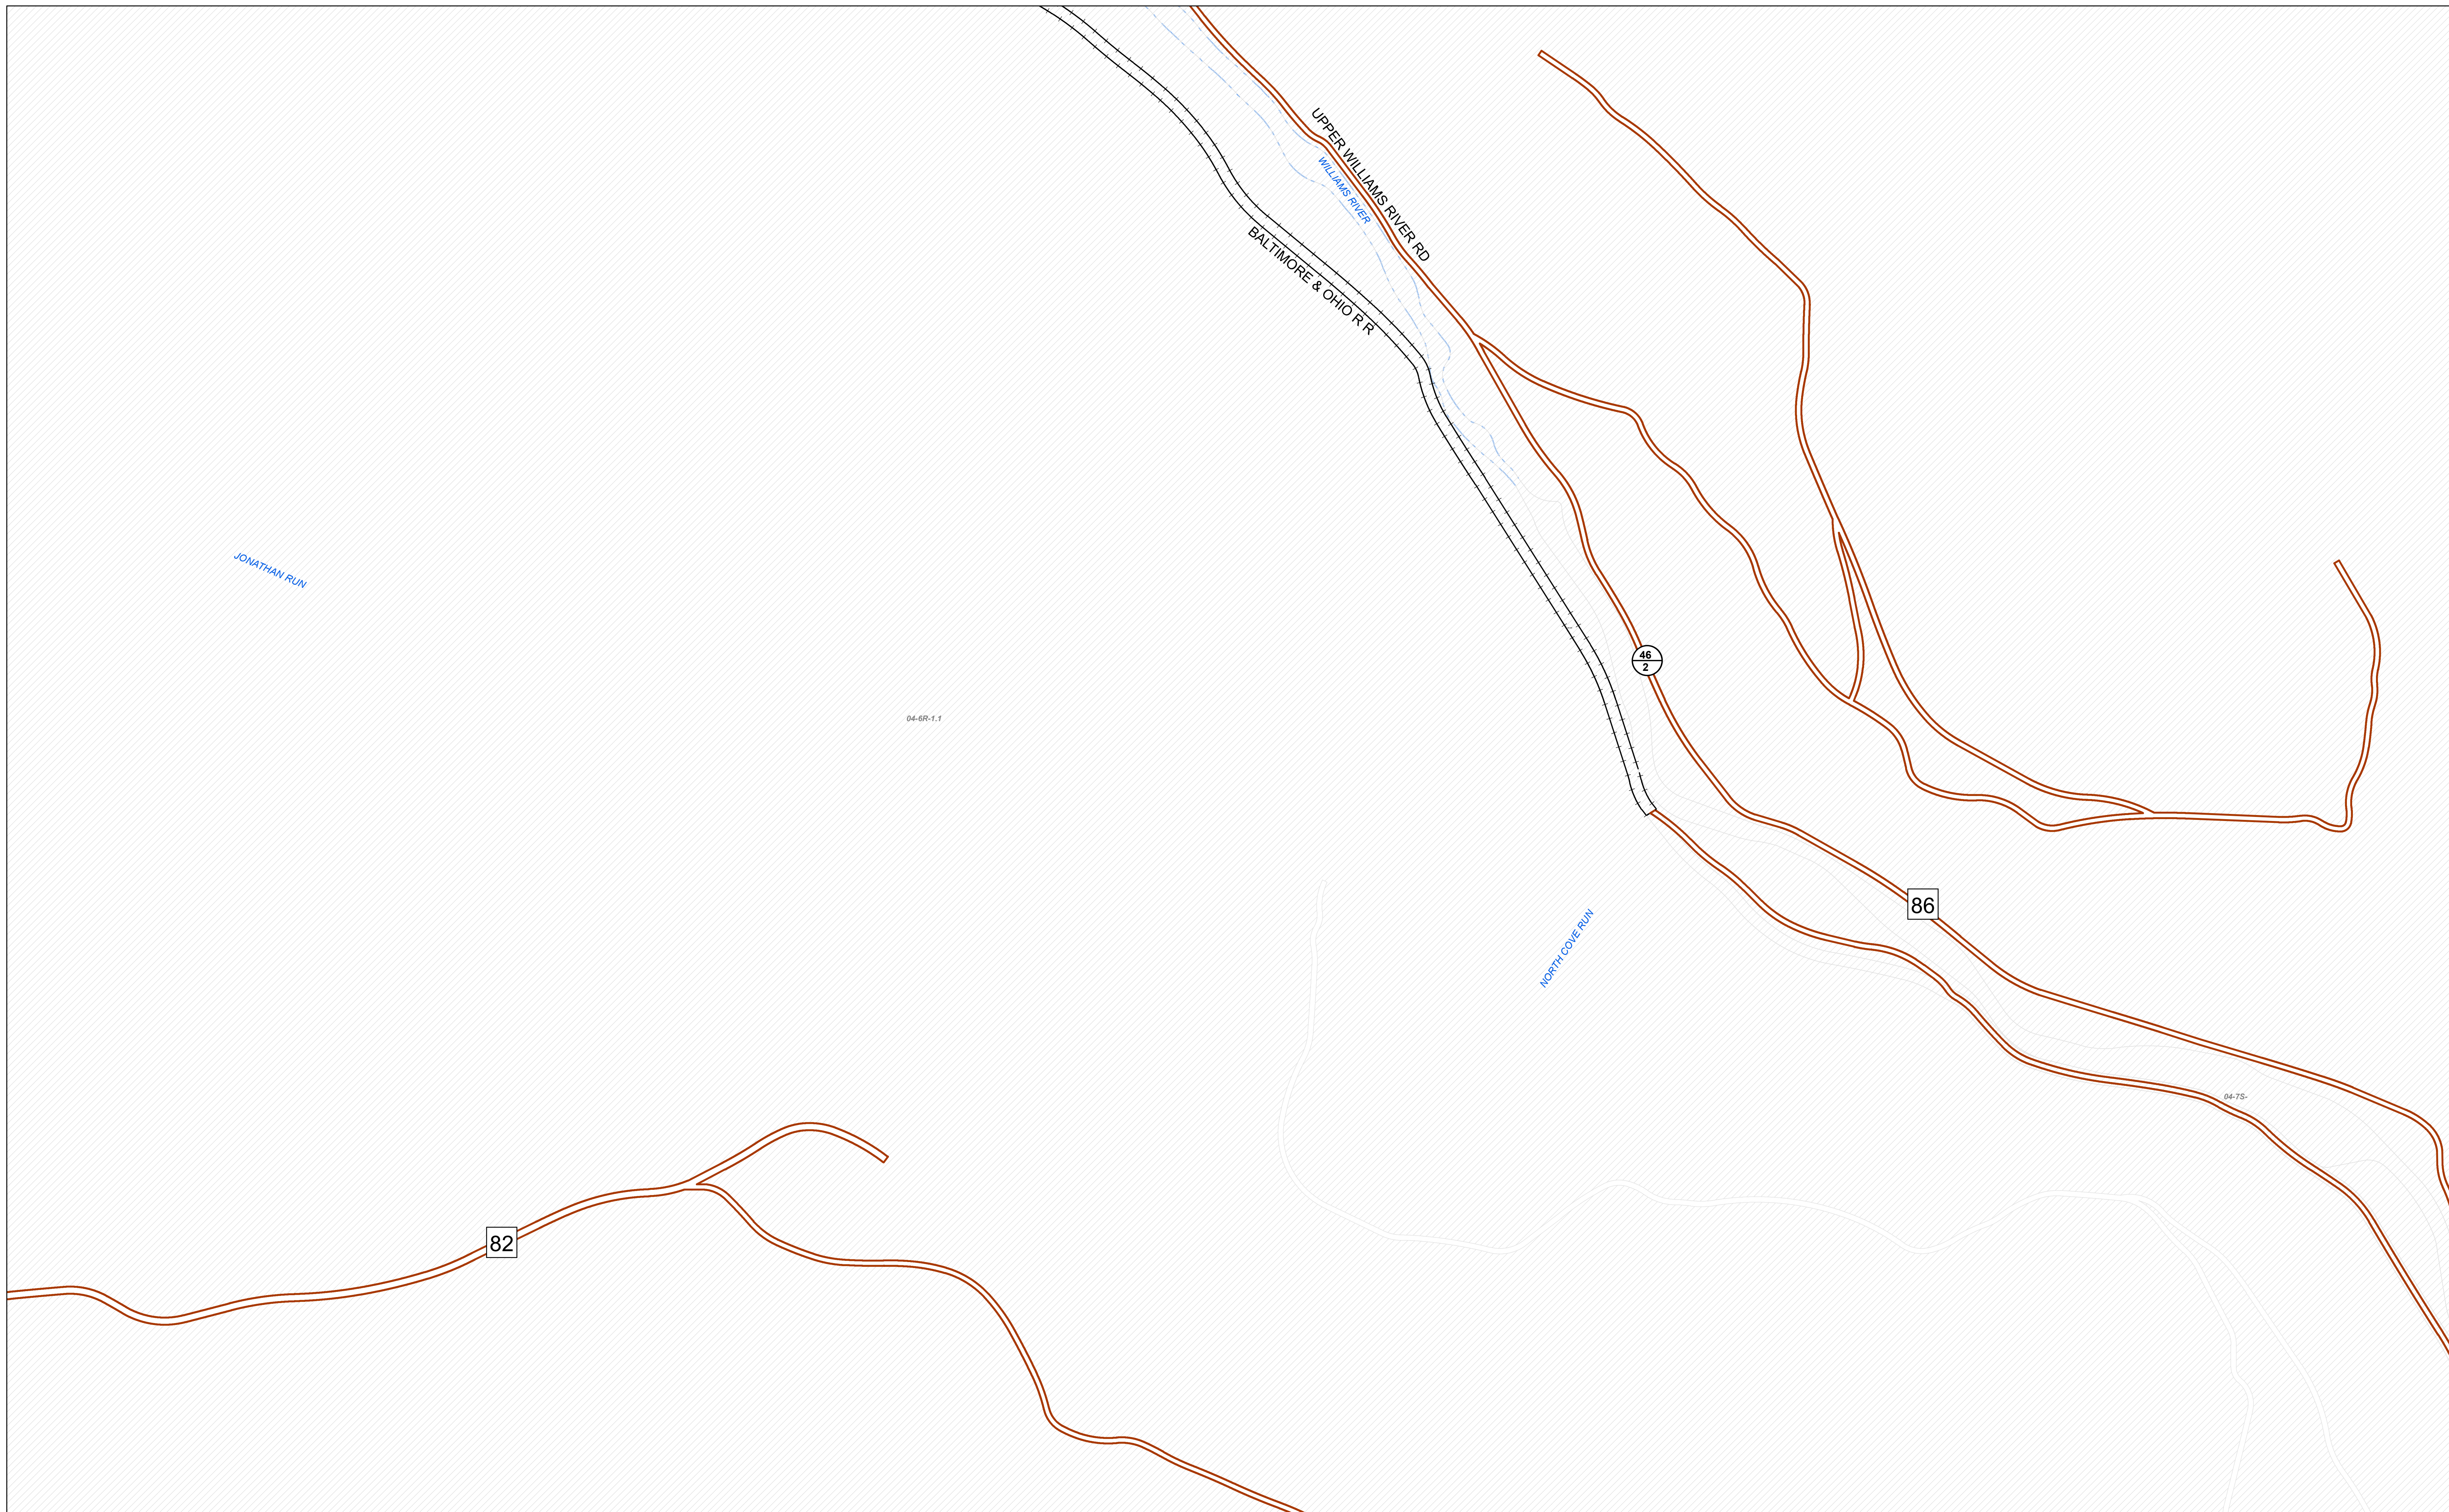 UPPER WILLIAMS RIVER RD
WILLIAMS RIVER
BALTIMORE & OHIO R R
JONATHAN RUN
46
2
04-6R-1.1
86
NORTH COVE RUN
04-7S-
82